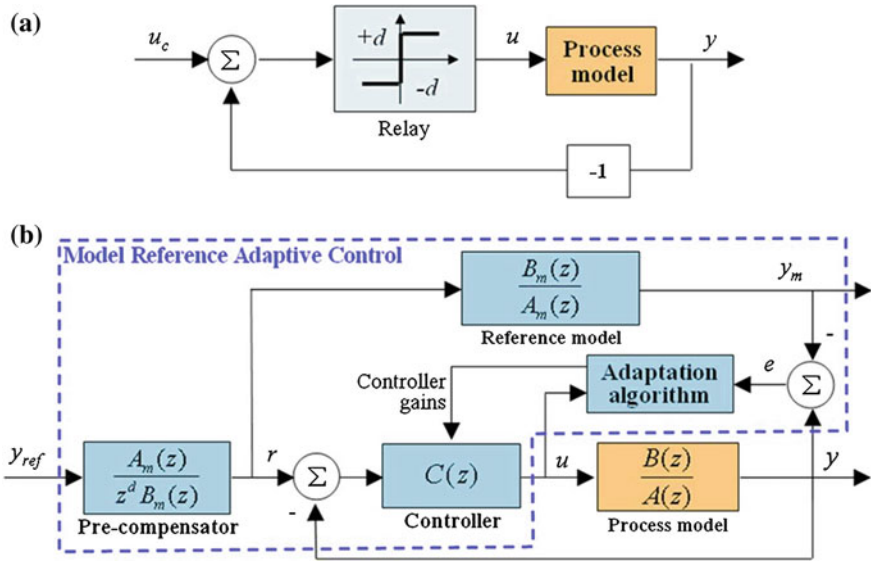 (a)
u_c
Σ
+d
-d
Relay
u
Process
model
y
-1
(b)
Model Reference Adaptive Control
B_m(z)
A_m(z)
Reference model
y_m
-
e
Σ
Adaptation
algorithm
Controller
gains
y_ref
A_m(z)
z^d B_m(z)
Pre-compensator
r
Σ
-
C(z)
Controller
u
B(z)
A(z)
Process model
y